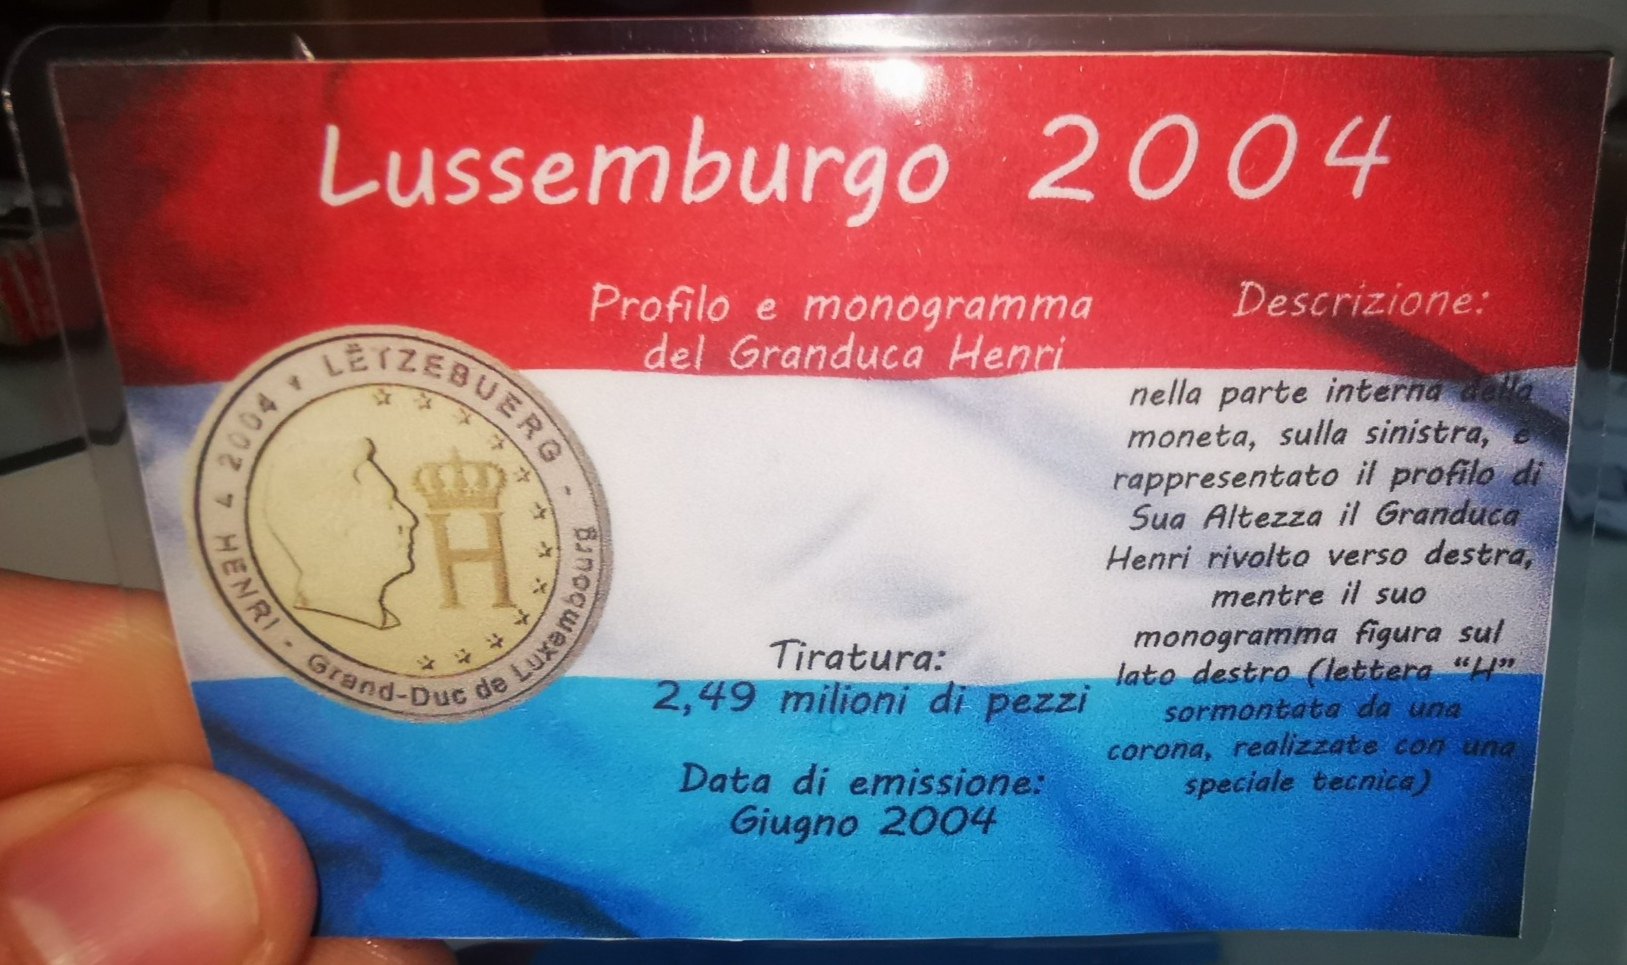 Lussemburgo 2004
Profilo e monogramma
del Granduca Henri
LËTZEBUERG
HENRI 4 2004
Grand-Duc de Luxembourg
H
Tiratura:
2,49 milioni di pezzi
Data di emissione:
Giugno 2004
Descrizione:
nella parte interna della
moneta, sulla sinistra, è
rappresentato il profilo di
Sua Altezza il Granduca
Henri rivolto verso destra,
mentre il suo
monogramma figura sul
lato destro (lettera “H”
sormontata da una
corona, realizzate con una
speciale tecnica)